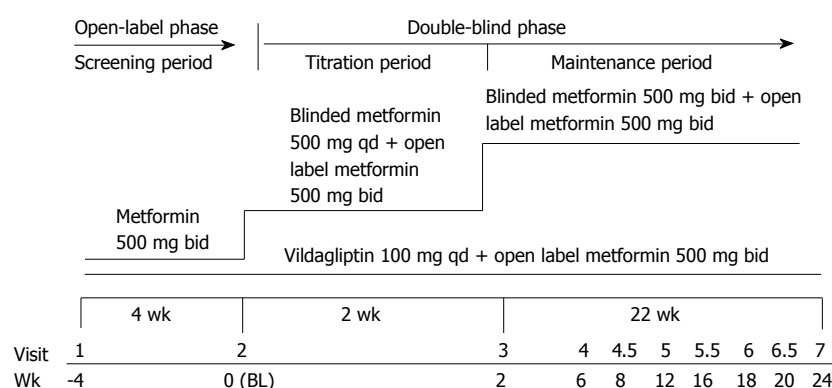 Open-label phase
Double-blind phase
Screening period
Titration period
Maintenance period
Blinded metformin 500 mg bid + open
label metformin 500 mg bid
Blinded metformin
500 mg qd + open
label metformin
500 mg bid
Metformin
500 mg bid
Vildagliptin 100 mg qd + open label metformin 500 mg bid
4 wk 2 wk 22 wk
Visit 1 2 3 4 4.5 5 5.5 6 6.5 7
Wk -4 0 (BL) 2 6 8 12 16 18 20 24